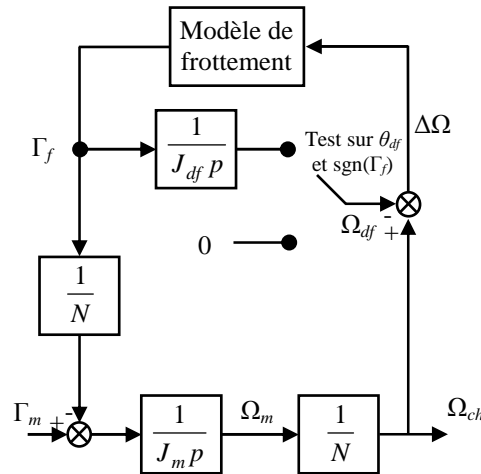 Modèle de
frottement
Γf
1
Jdf p
Test sur θdf
et sgn(Γf)
ΔΩ
Ωdf
-
+
0
1
N
Γm
+
-
1
Jm p
Ωm
1
N
Ωch